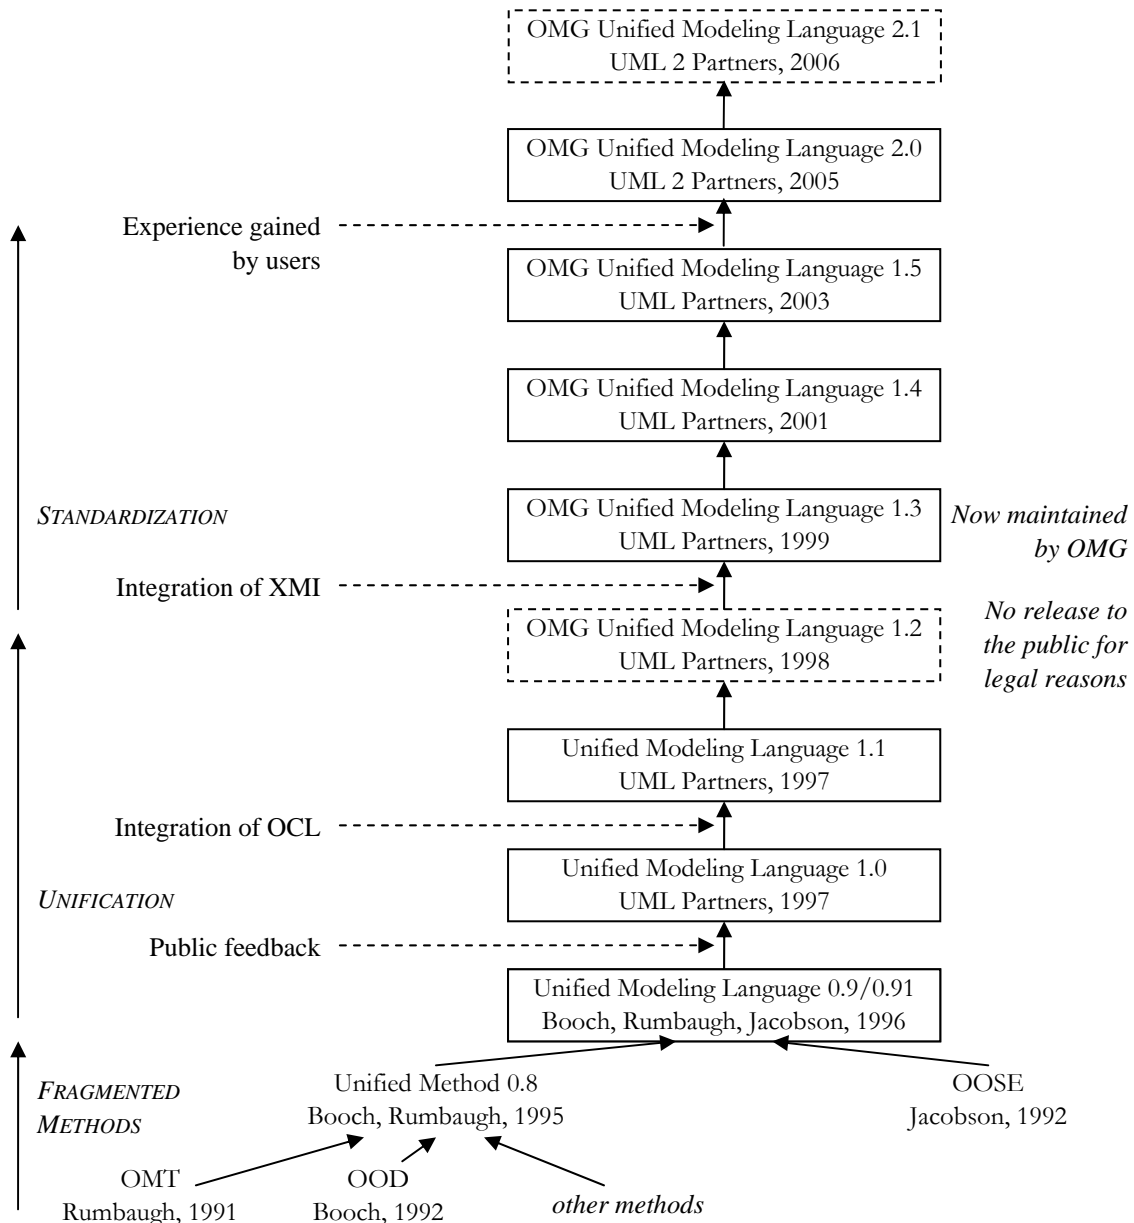 OMG Unified Modeling Language 2.1
UML 2 Partners, 2006
OMG Unified Modeling Language 2.0
UML 2 Partners, 2005
Experience gained
by users
OMG Unified Modeling Language 1.5
UML Partners, 2003
OMG Unified Modeling Language 1.4
UML Partners, 2001
STANDARDIZATION
OMG Unified Modeling Language 1.3
UML Partners, 1999
Now maintained
by OMG
Integration of XMI
OMG Unified Modeling Language 1.2
UML Partners, 1998
No release to
the public for
legal reasons
Unified Modeling Language 1.1
UML Partners, 1997
Integration of OCL
Unified Modeling Language 1.0
UML Partners, 1997
UNIFICATION
Public feedback
Unified Modeling Language 0.9/0.91
Booch, Rumbaugh, Jacobson, 1996
FRAGMENTED
METHODS
Unified Method 0.8
Booch, Rumbaugh, 1995
OOSE
Jacobson, 1992
OMT
Rumbaugh, 1991
OOD
Booch, 1992
other methods